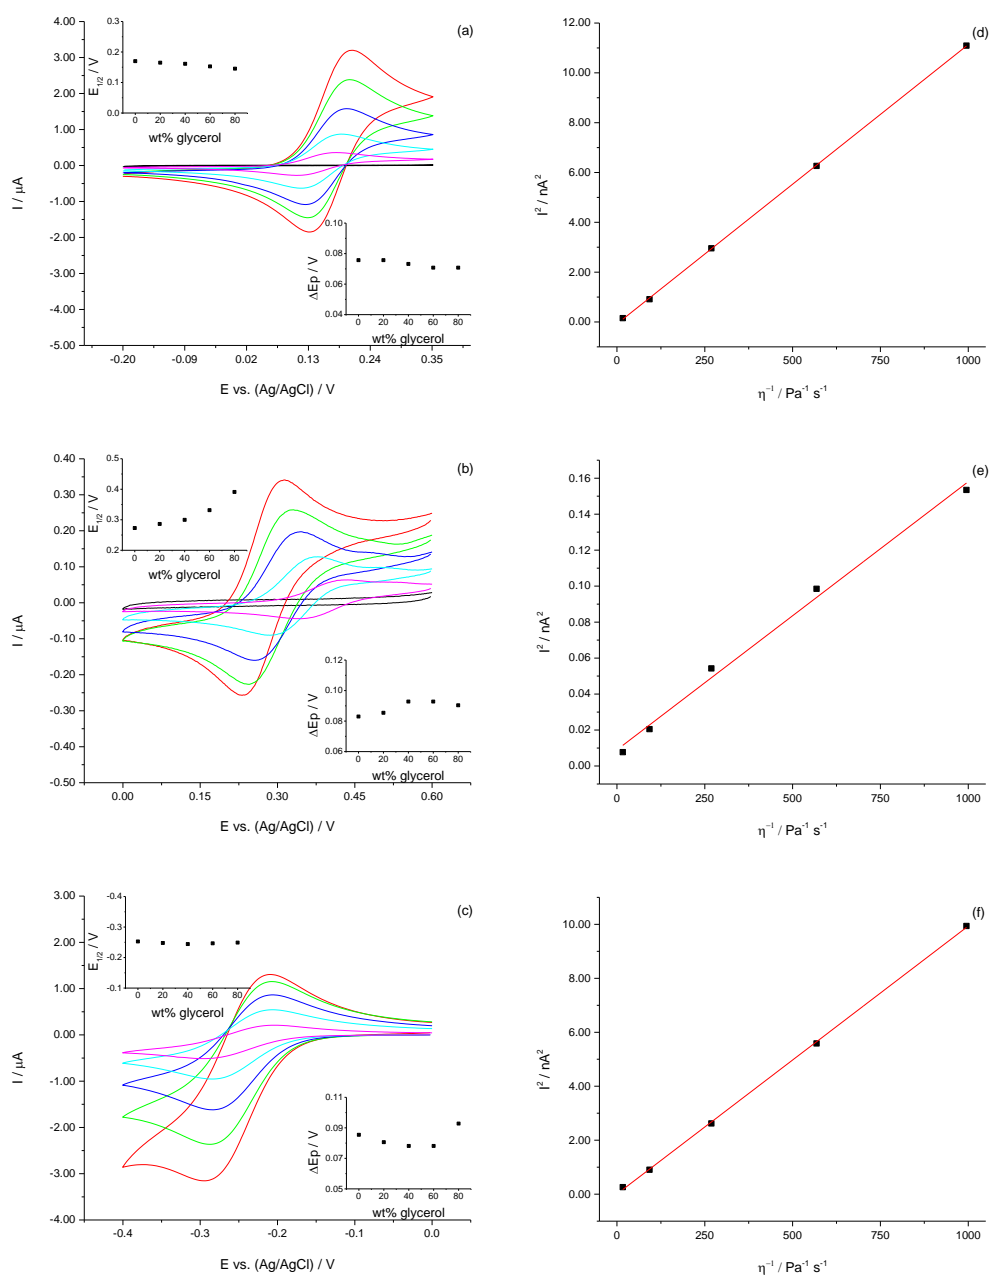 (a)
4.00
3.00
2.00
1.00
0.00
-1.00
-2.00
-3.00
-4.00
-5.00
I / μA
-0.20
-0.09
0.02
0.13
0.24
0.35
E vs. (Ag/AgCl) / V
0.3
0.2
0.1
0.0
E1/2 / V
0 20 40 60 80
wt% glycerol
0.10
0.08
0.06
0.04
ΔEp / V
0 20 40 60 80
wt% glycerol
(d)
12.00
10.00
8.00
6.00
4.00
2.00
0.00
I² / nA²
0 250 500 750 1000
η⁻¹ / Pa⁻¹ s⁻¹
(b)
0.40
0.30
0.20
0.10
0.00
-0.10
-0.20
-0.30
-0.40
-0.50
I / μA
0.00 0.15 0.30 0.45 0.60
E vs. (Ag/AgCl) / V
0.5
0.4
0.3
0.2
E1/2 / V
0 20 40 60 80
wt% glycerol
0.12
0.10
0.08
0.06
ΔEp / V
0 20 40 60 80
wt% glycerol
(e)
0.16
0.14
0.12
0.10
0.08
0.06
0.04
0.02
0.00
I² / nA²
0 250 500 750 1000
η⁻¹ / Pa⁻¹ s⁻¹
(c)
3.00
2.00
1.00
0.00
-1.00
-2.00
-3.00
-4.00
I / μA
-0.4 -0.3 -0.2 -0.1 0.0
E vs. (Ag/AgCl) / V
-0.4
-0.3
-0.2
-0.1
E1/2 / V
0 20 40 60 80
wt% glycerol
0.11
0.09
0.07
0.05
ΔEp / V
0 20 40 60 80
wt% glycerol
(f)
10.00
8.00
6.00
4.00
2.00
0.00
I² / nA²
0 250 500 750 1000
η⁻¹ / Pa⁻¹ s⁻¹